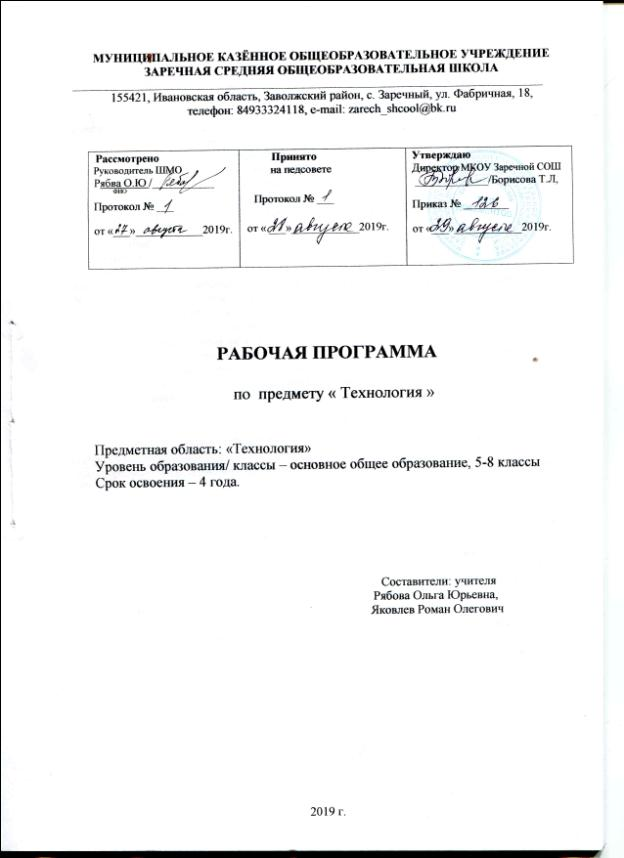 МУНИЦИПАЛЬНОЕ КАЗЁННОЕ ОБЩЕОБРАЗОВАТЕЛЬНОЕ УЧРЕЖДЕНИЕ
ЗАРЕЧНАЯ СРЕДНЯЯ ОБЩЕОБРАЗОВАТЕЛЬНАЯ ШКОЛА
155421, Ивановская область, Заволжский район, с. Заречный, ул. Фабричная, 18,
телефон: 84933324118, e-mail: zarech_shcool@bk.ru
Рассмотрено
Руководитель ШМО
Рябва О.Ю /
ФИО
Протокол № 1
от «27» августа 2019г.
Принято
на педсовете
Протокол № 1
от «28» августа 2019г.
Утверждаю
Директор МКОУ Заречной СОШ
/Борисова Т.Л,
Приказ № 126
от «29» августа 2019г.
РАБОЧАЯ ПРОГРАММА
по предмету « Технология »
Предметная область: «Технология»
Уровень образования/ классы – основное общее образование, 5-8 классы
Срок освоения – 4 года.
Составители: учителя
Рябова Ольга Юрьевна,
Яковлев Роман Олегович
2019 г.